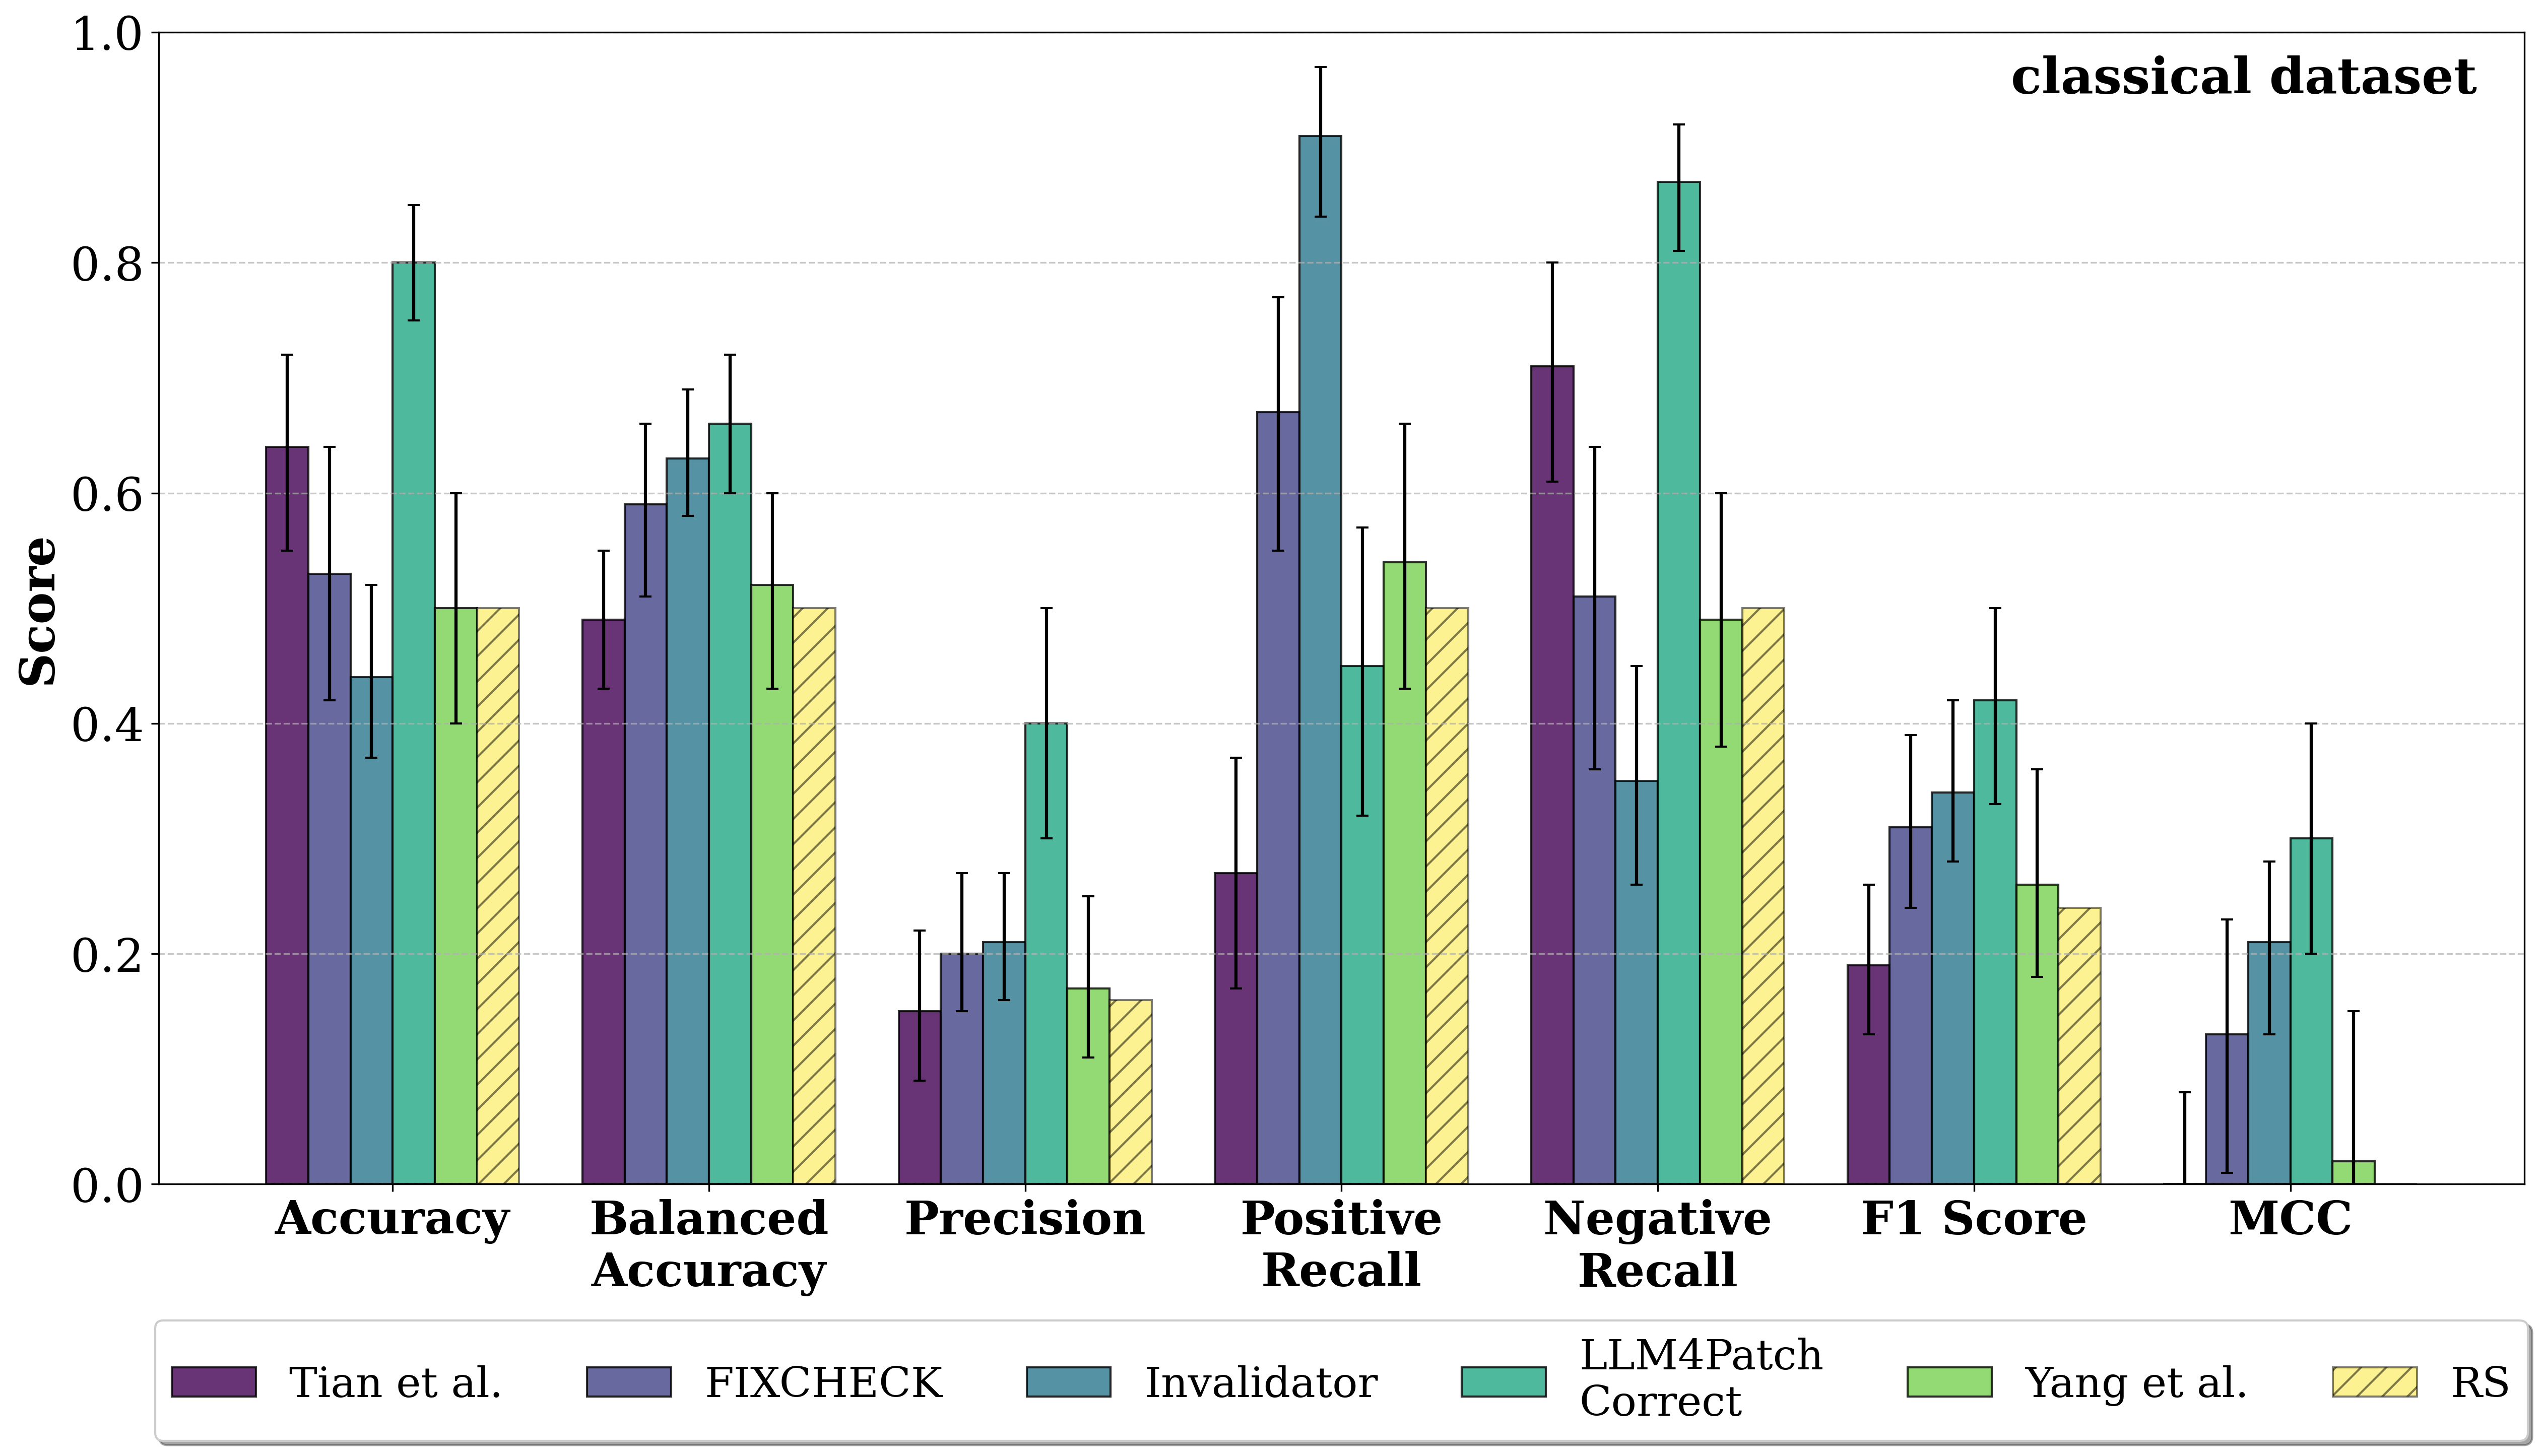 classical dataset
Score
1.0
0.8
0.6
0.4
0.2
0.0
Accuracy
Balanced
Accuracy
Precision
Positive
Recall
Negative
Recall
F1 Score
MCC
Tian et al.
FIXCHECK
Invalidator
LLM4Patch
Correct
Yang et al.
RS